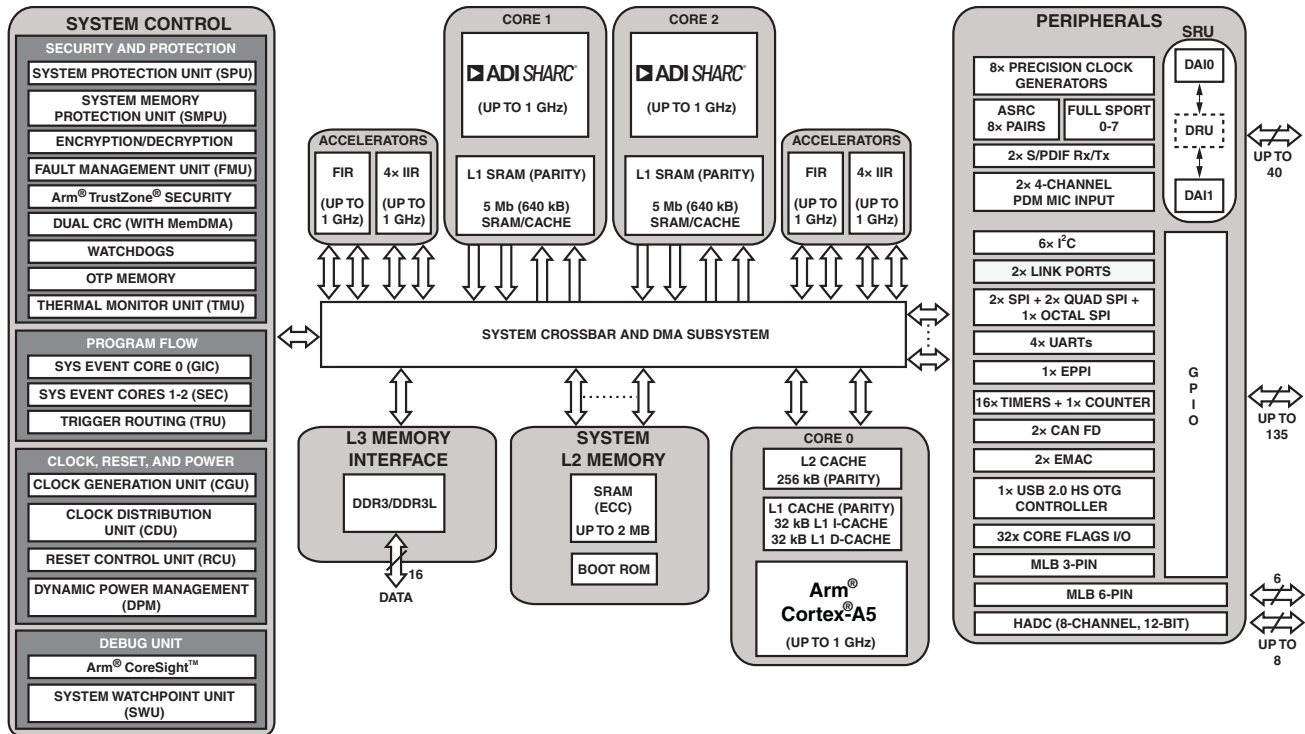 SYSTEM CONTROL
SECURITY AND PROTECTION
SYSTEM PROTECTION UNIT (SPU)
SYSTEM MEMORY
PROTECTION UNIT (SMPU)
ENCRYPTION/DECRYPTION
FAULT MANAGEMENT UNIT (FMU)
Arm® TrustZone® SECURITY
DUAL CRC (WITH MemDMA)
WATCHDOGS
OTP MEMORY
THERMAL MONITOR UNIT (TMU)
PROGRAM FLOW
SYS EVENT CORE 0 (GIC)
SYS EVENT CORES 1-2 (SEC)
TRIGGER ROUTING (TRU)
CLOCK, RESET, AND POWER
CLOCK GENERATION UNIT (CGU)
CLOCK DISTRIBUTION
UNIT (CDU)
RESET CONTROL UNIT (RCU)
DYNAMIC POWER MANAGEMENT
(DPM)
DEBUG UNIT
Arm® CoreSight™
SYSTEM WATCHPOINT UNIT
(SWU)
ACCELERATORS
FIR
(UP TO
1 GHz)
4× IIR
(UP TO
1 GHz)
CORE 1
ADI SHARC®
(UP TO 1 GHz)
L1 SRAM (PARITY)
5 Mb (640 kB)
SRAM/CACHE
CORE 2
ADI SHARC®
(UP TO 1 GHz)
L1 SRAM (PARITY)
5 Mb (640 kB)
SRAM/CACHE
ACCELERATORS
FIR
(UP TO
1 GHz)
4× IIR
(UP TO
1 GHz)
SYSTEM CROSSBAR AND DMA SUBSYSTEM
L3 MEMORY
INTERFACE
DDR3/DDR3L
16
DATA
SYSTEM
L2 MEMORY
SRAM
(ECC)
UP TO 2 MB
BOOT ROM
CORE 0
L2 CACHE
256 kB (PARITY)
L1 CACHE (PARITY)
32 kB L1 I-CACHE
32 kB L1 D-CACHE
Arm®
Cortex®-A5
(UP TO 1 GHz)
PERIPHERALS
SRU
8× PRECISION CLOCK
GENERATORS
ASRC
8× PAIRS
FULL SPORT
0-7
2× S/PDIF Rx/Tx
2× 4-CHANNEL
PDM MIC INPUT
DAI0
DRU
DAI1
UP TO
40
6× I²C
2× LINK PORTS
2× SPI + 2× QUAD SPI +
1× OCTAL SPI
4× UARTs
1× EPPI
16× TIMERS + 1× COUNTER
2× CAN FD
2× EMAC
1× USB 2.0 HS OTG
CONTROLLER
32x CORE FLAGS I/O
MLB 3-PIN
G
P
I
O
UP TO
135
MLB 6-PIN
6
HADC (8-CHANNEL, 12-BIT)
UP TO
8